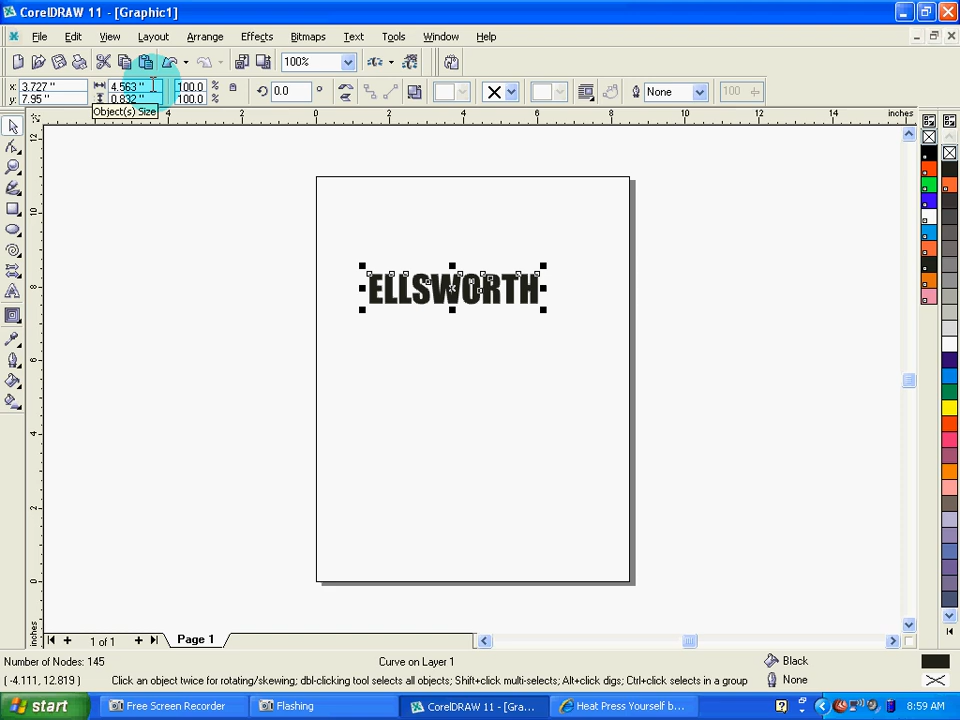 CorelDRAW 11 - [Graphic1]
File Edit View Layout Arrange Effects Bitmaps Text Tools Window Help
100%
x: 3.727 " 4.563 " 100.0 %
y: 7.95 " 0.832 " 100.0 % 0.0 ° None 100
Object(s) Size
4 2 0 2 4 6 8 10 12 14 inches
12
10
8
6
4
2
0
inches
ELLSWORTH
1 of 1 Page 1
Number of Nodes: 145 Curve on Layer 1 Black
( -4.111, 12.819 ) Click an object twice for rotating/skewing; dbl-clicking tool selects all objects; Shift+click multi-selects; Alt+click digs; Ctrl+click selects in a group None
start Free Screen Recorder Flashing CorelDRAW 11 - [Gra... Heat Press Yourself b... 8:59 AM